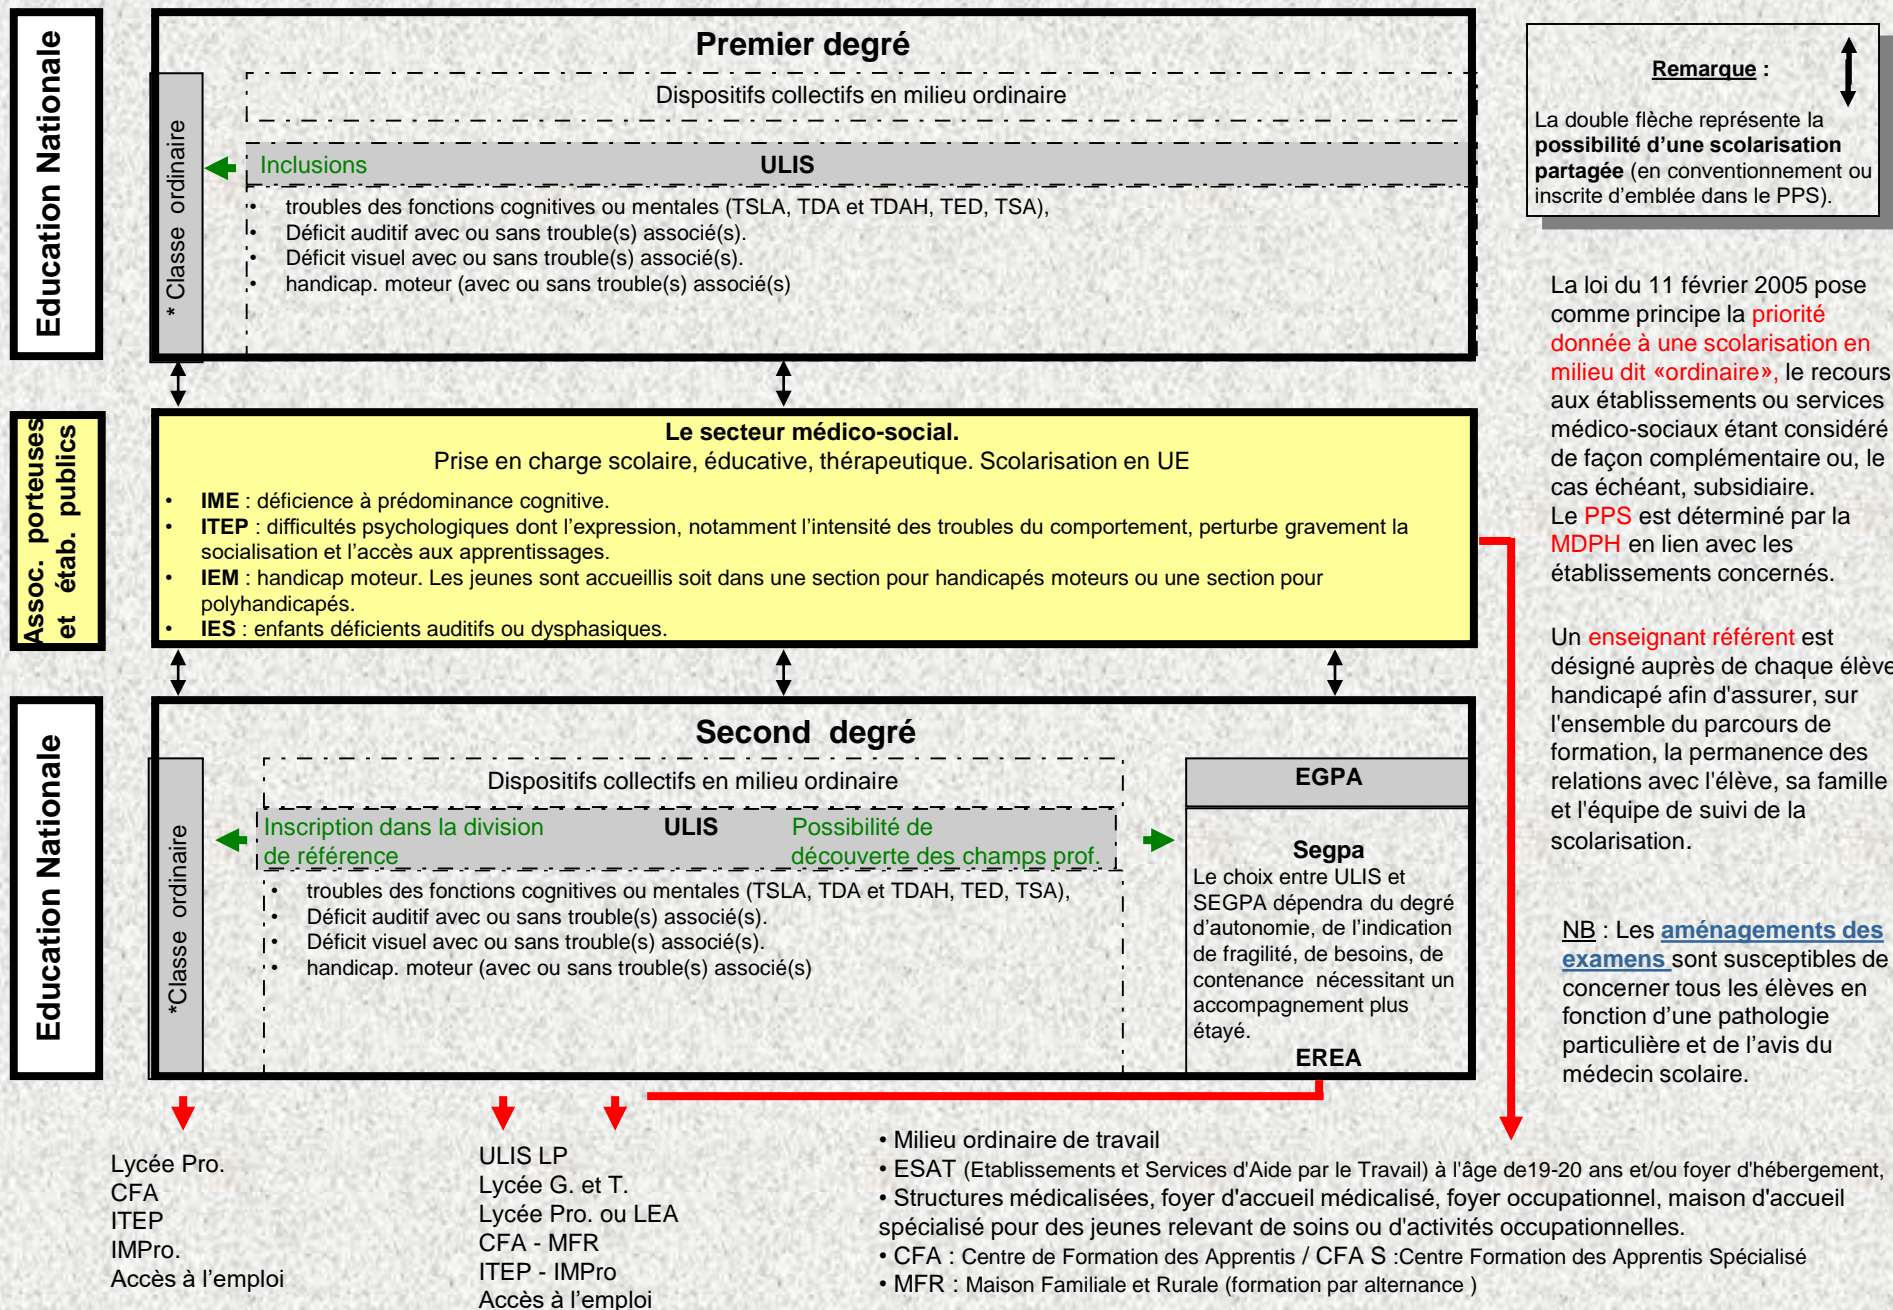 Education Nationale
Premier degré
Dispositifs collectifs en milieu ordinaire
* Classe ordinaire
Inclusions
ULIS
• troubles des fonctions cognitives ou mentales (TSLA, TDA et TDAH, TED, TSA),
• Déficit auditif avec ou sans trouble(s) associé(s).
• Déficit visuel avec ou sans trouble(s) associé(s).
• handicap. moteur (avec ou sans trouble(s) associé(s)
Remarque :
La double flèche représente la
possibilité d’une scolarisation
partagée (en conventionnement ou
inscrite d’emblée dans le PPS).
Assoc. porteuses
et étab. publics
Le secteur médico-social.
Prise en charge scolaire, éducative, thérapeutique. Scolarisation en UE
• IME : déficience à prédominance cognitive.
• ITEP : difficultés psychologiques dont l’expression, notamment l’intensité des troubles du comportement, perturbe gravement la
socialisation et l’accès aux apprentissages.
• IEM : handicap moteur. Les jeunes sont accueillis soit dans une section pour handicapés moteurs ou une section pour
polyhandicapés.
• IES : enfants déficients auditifs ou dysphasiques.
La loi du 11 février 2005 pose
comme principe la priorité
donnée à une scolarisation en
milieu dit «ordinaire», le recours
aux établissements ou services
médico-sociaux étant considéré
de façon complémentaire ou, le
cas échéant, subsidiaire.
Le PPS est déterminé par la
MDPH en lien avec les
établissements concernés.
Un enseignant référent est
désigné auprès de chaque élève
handicapé afin d'assurer, sur
l'ensemble du parcours de
formation, la permanence des
relations avec l'élève, sa famille
et l'équipe de suivi de la
scolarisation.
NB : Les aménagements des
examens sont susceptibles de
concerner tous les élèves en
fonction d’une pathologie
particulière et de l’avis du
médecin scolaire.
Education Nationale
Second degré
Dispositifs collectifs en milieu ordinaire
*Classe ordinaire
Inscription dans la division
de référence
ULIS
Possibilité de
découverte des champs prof.
• troubles des fonctions cognitives ou mentales (TSLA, TDA et TDAH, TED, TSA),
• Déficit auditif avec ou sans trouble(s) associé(s).
• Déficit visuel avec ou sans trouble(s) associé(s).
• handicap. moteur (avec ou sans trouble(s) associé(s)
EGPA
Segpa
Le choix entre ULIS et
SEGPA dépendra du degré
d’autonomie, de l’indication
de fragilité, de besoins, de
contenance nécessitant un
accompagnement plus
étayé.
EREA
Lycée Pro.
CFA
ITEP
IMPro.
Accès à l’emploi
ULIS LP
Lycée G. et T.
Lycée Pro. ou LEA
CFA - MFR
ITEP - IMPro
Accès à l’emploi
• Milieu ordinaire de travail
• ESAT (Etablissements et Services d'Aide par le Travail) à l'âge de19-20 ans et/ou foyer d'hébergement,
• Structures médicalisées, foyer d'accueil médicalisé, foyer occupationnel, maison d'accueil
spécialisé pour des jeunes relevant de soins ou d'activités occupationnelles.
• CFA : Centre de Formation des Apprentis / CFA S :Centre Formation des Apprentis Spécialisé
• MFR : Maison Familiale et Rurale (formation par alternance )